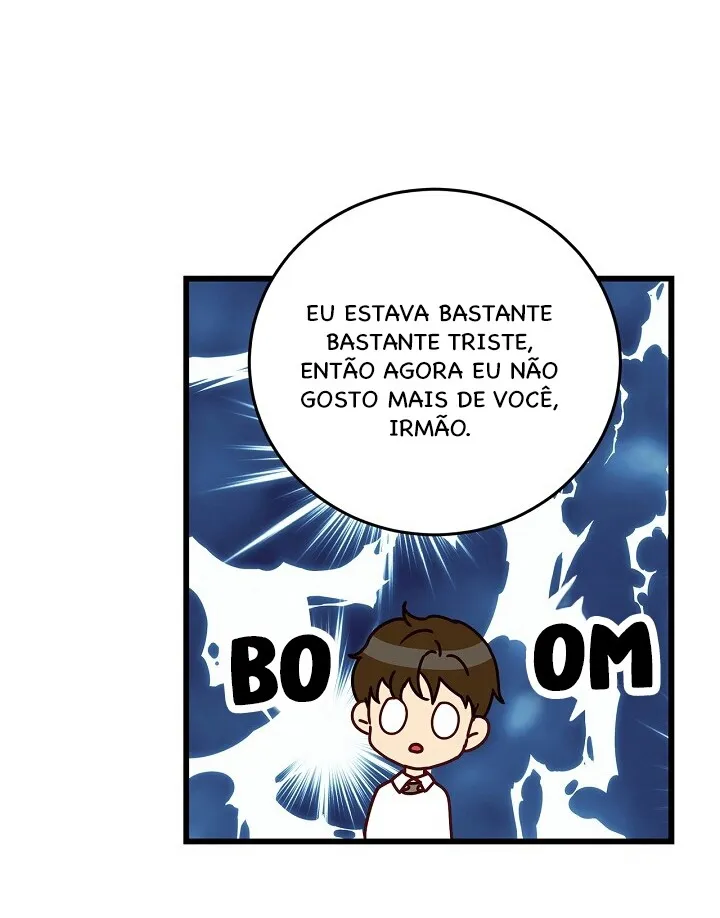 EU ESTAVA BASTANTE
BASTANTE TRISTE,
ENTÃO AGORA EU NÃO
GOSTO MAIS DE VOCÊ,
IRMÃO.
BO OM